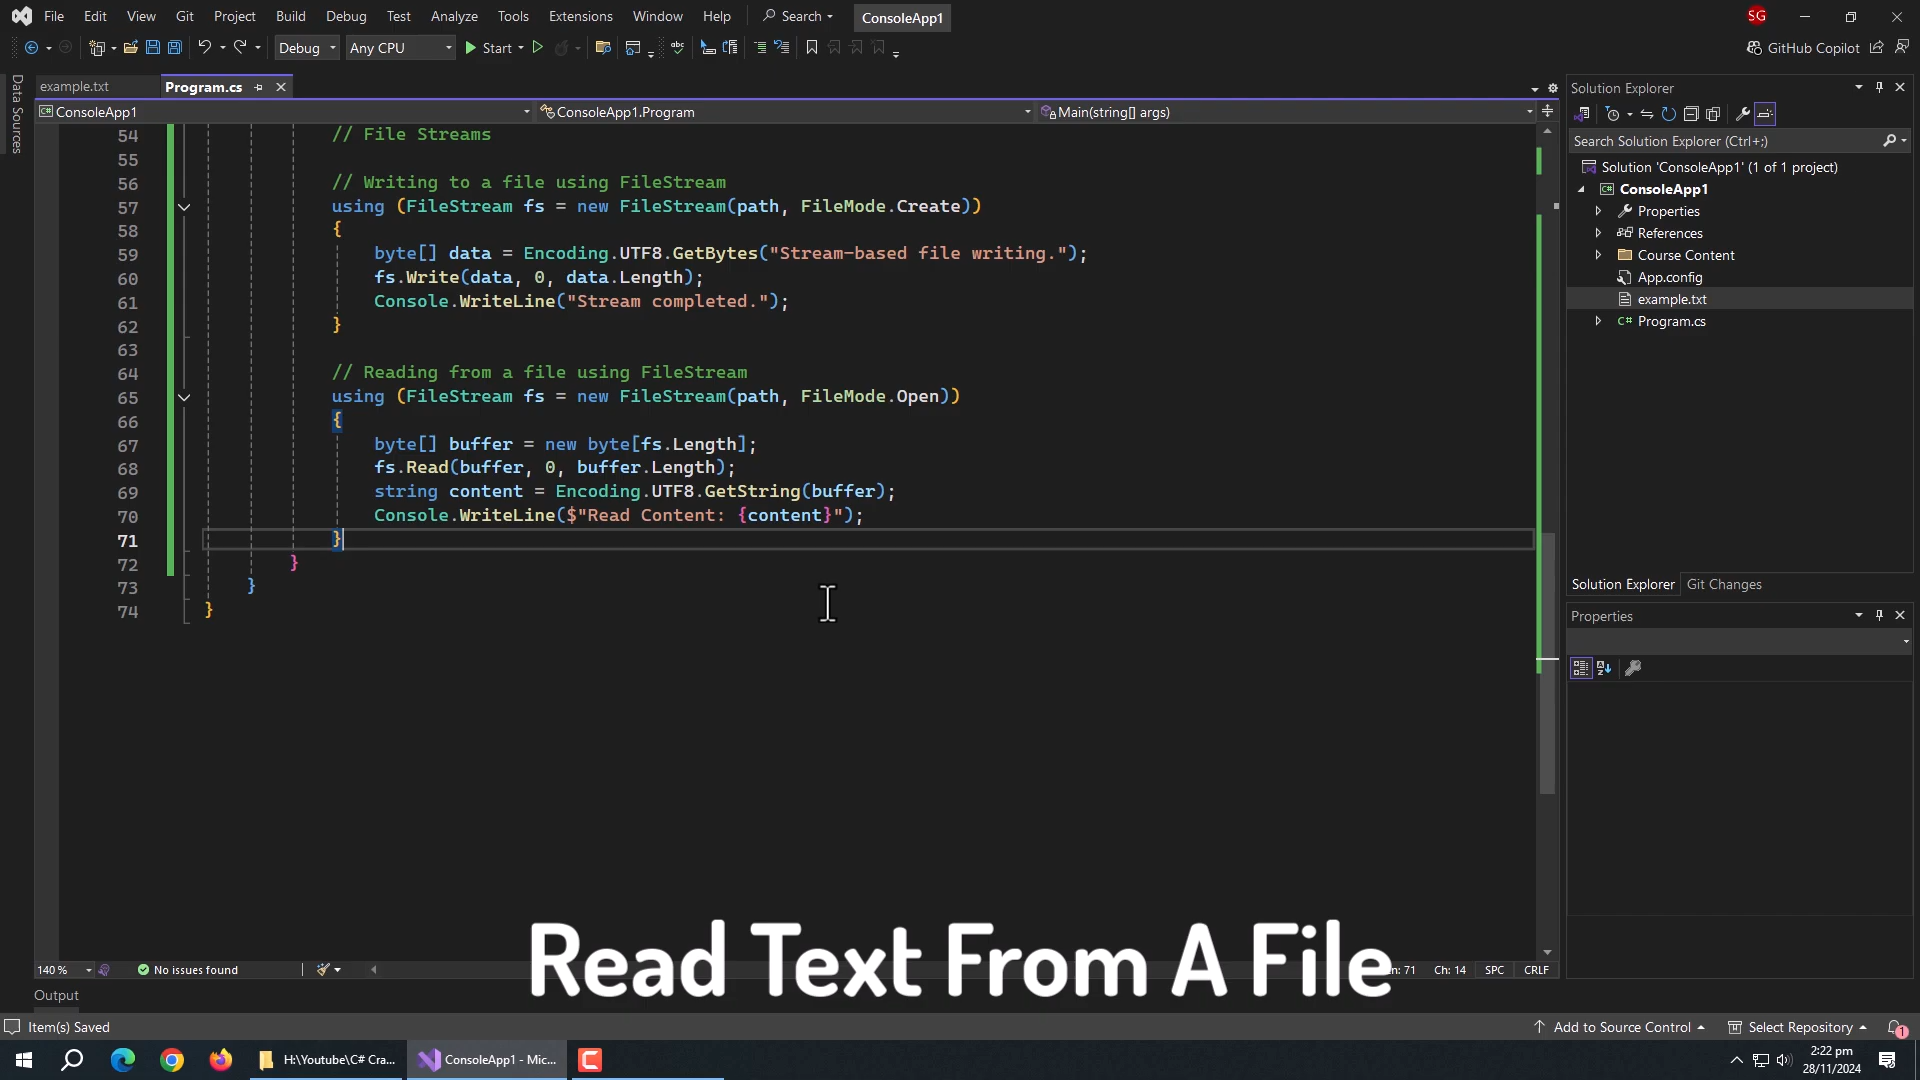 File Edit View Git Project Build Debug Test Analyze Tools Extensions Window Help Search ConsoleApp1 SG
Debug Any CPU Start GitHub Copilot
Data Sources
example.txt Program.cs
ConsoleApp1 ConsoleApp1.Program Main(string[] args)
54 // File Streams
55
56 // Writing to a file using FileStream
57 using (FileStream fs = new FileStream(path, FileMode.Create))
58 {
59 byte[] data = Encoding.UTF8.GetBytes("Stream-based file writing.");
60 fs.Write(data, 0, data.Length);
61 Console.WriteLine("Stream completed.");
62 }
63
64 // Reading from a file using FileStream
65 using (FileStream fs = new FileStream(path, FileMode.Open))
66 {
67 byte[] buffer = new byte[fs.Length];
68 fs.Read(buffer, 0, buffer.Length);
69 string content = Encoding.UTF8.GetString(buffer);
70 Console.WriteLine($"Read Content: {content}");
71 }
72 }
73 }
74 }
Solution Explorer
Search Solution Explorer (Ctrl+;)
Solution 'ConsoleApp1' (1 of 1 project)
C# ConsoleApp1
Properties
References
Course Content
App.config
example.txt
C# Program.cs
Solution Explorer Git Changes
Properties
Read Text From A File
140 % No issues found Ch: 14 SPC CRLF
Output
Item(s) Saved Add to Source Control Select Repository 1
H:\Youtube\C# Cra... ConsoleApp1 - Mic... 2:22 pm
28/11/2024